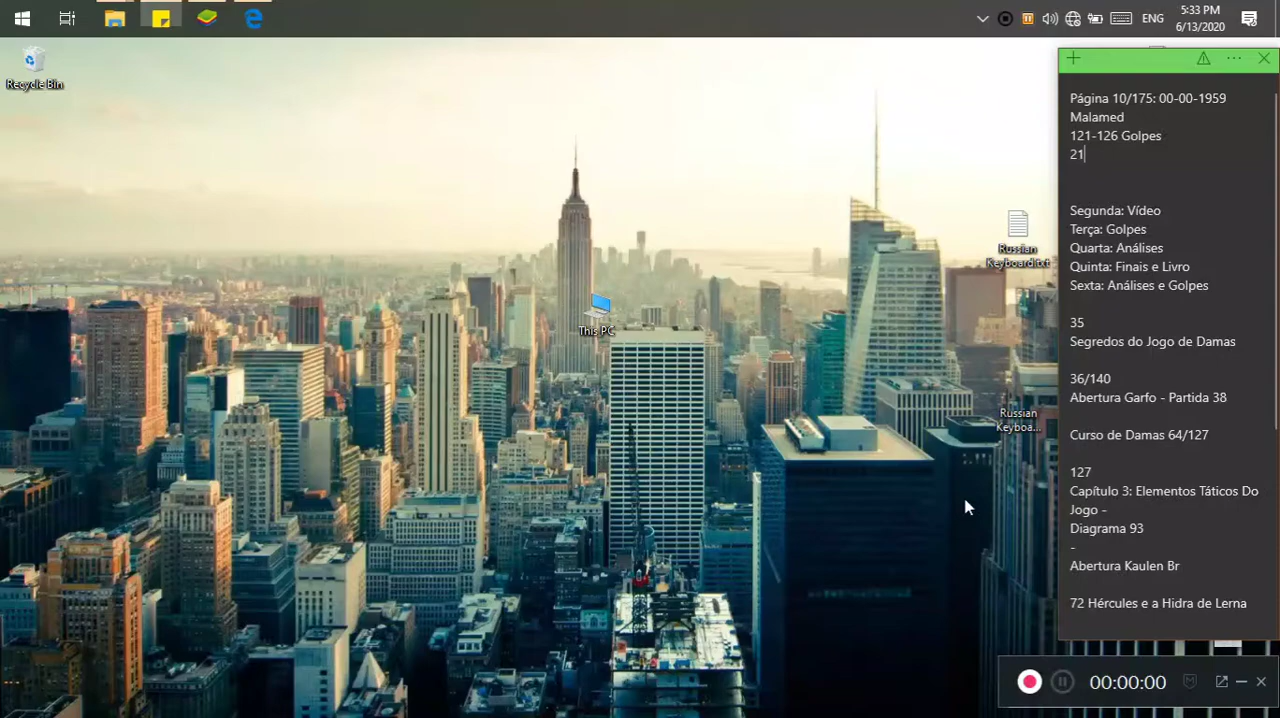 ENG
5:33 PM
6/13/2020
Recycle Bin
Página 10/175: 00-00-1959
Malamed
121-126 Golpes
21
Segunda: Vídeo
Terça: Golpes
Quarta: Análises
Quinta: Finais e Livro
Sexta: Análises e Golpes
35
Segredos do Jogo de Damas
36/140
Abertura Garfo - Partida 38
Curso de Damas 64/127
127
Capítulo 3: Elementos Táticos Do
Jogo -
Diagrama 93
-
Abertura Kaulen Br
72 Hércules e a Hidra de Lerna
Russian
Keyboard.txt
This PC
Russian
Keyboa...
00:00:00